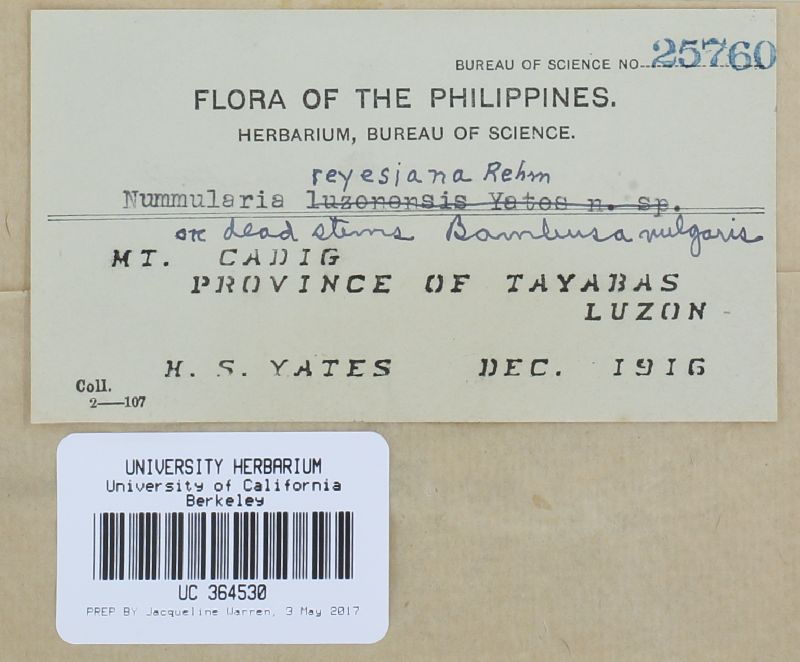 BUREAU OF SCIENCE NO. 25760
FLORA OF THE PHILIPPINES.
HERBARIUM, BUREAU OF SCIENCE.
reyesiana Rehm
Nummularia luzonensis Yates n. sp.
on dead stems Bambusa vulgaris
MT. CADIG
PROVINCE OF TAYABAS
LUZON
H. S. YATES DEC. 1916
Coll.
2—107
UNIVERSITY HERBARIUM
University of California
Berkeley
UC 364530
PREP BY Jacqueline Warren, 3 May 2017